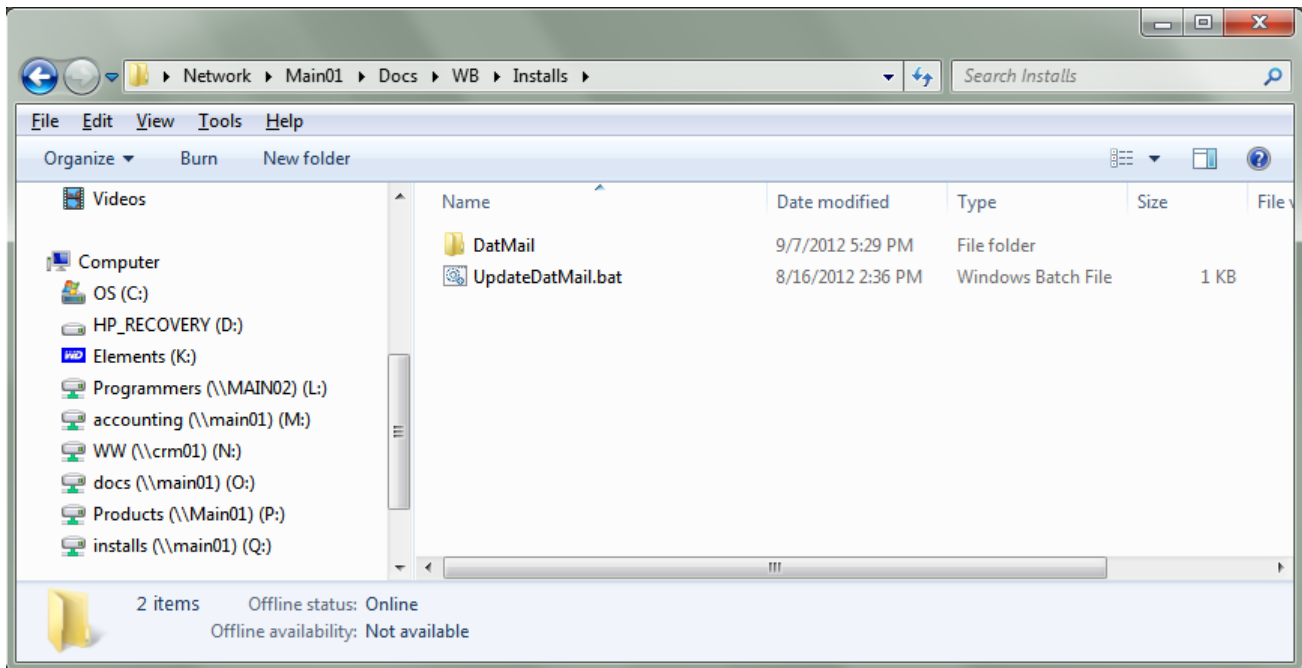 Network ▸ Main01 ▸ Docs ▸ WB ▸ Installs ▸
Search Installs
File Edit View Tools Help
Organize Burn New folder
Name Date modified Type Size File
Videos
Computer
OS (C:)
HP_RECOVERY (D:)
WD Elements (K:)
Programmers (\\MAIN02) (L:)
accounting (\\main01) (M:)
WW (\\crm01) (N:)
docs (\\main01) (O:)
Products (\\Main01) (P:)
installs (\\main01) (Q:)
DatMail 9/7/2012 5:29 PM File folder
UpdateDatMail.bat 8/16/2012 2:36 PM Windows Batch File 1 KB
2 items Offline status: Online
Offline availability: Not available